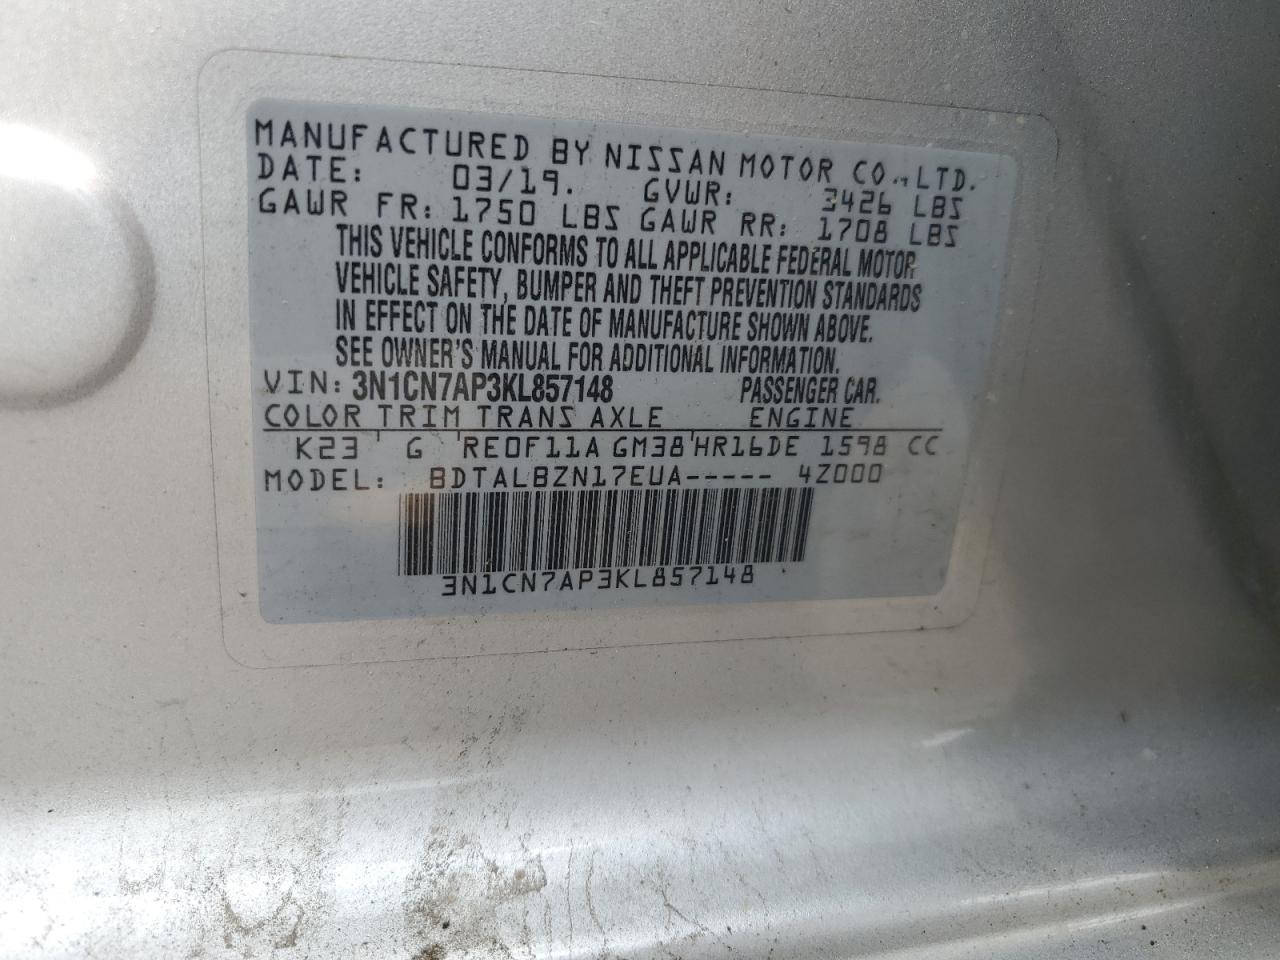 MANUFACTURED BY NISSAN MOTOR CO., LTD.
DATE: 03/19. GVWR: 3426 LBS
GAWR FR: 1750 LBS GAWR RR: 1708 LBS
THIS VEHICLE CONFORMS TO ALL APPLICABLE FEDERAL MOTOR
VEHICLE SAFETY, BUMPER AND THEFT PREVENTION STANDARDS
IN EFFECT ON THE DATE OF MANUFACTURE SHOWN ABOVE.
SEE OWNER'S MANUAL FOR ADDITIONAL INFORMATION.
VIN: 3N1CN7AP3KL857148 PASSENGER CAR.
COLOR TRIM TRANS AXLE ENGINE
K23 G RE0F11A GM38 HR16DE 1598 CC
MODEL: BDTALBZN17EUA----- 4Z000
3N1CN7AP3KL857148